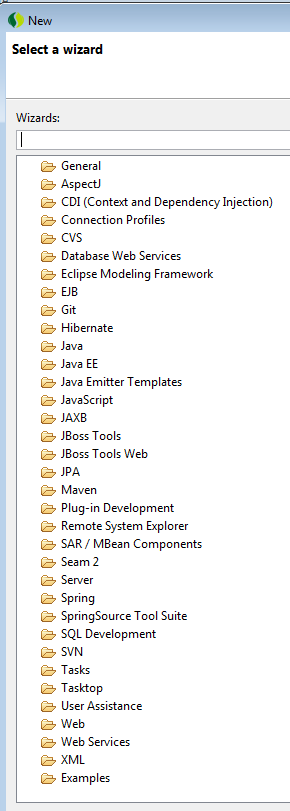 New
Select a wizard
Wizards:
General
AspectJ
CDI (Context and Dependency Injection)
Connection Profiles
CVS
Database Web Services
Eclipse Modeling Framework
EJB
Git
Hibernate
Java
Java EE
Java Emitter Templates
JavaScript
JAXB
JBoss Tools
JBoss Tools Web
JPA
Maven
Plug-in Development
Remote System Explorer
SAR / MBean Components
Seam 2
Server
Spring
SpringSource Tool Suite
SQL Development
SVN
Tasks
Tasktop
User Assistance
Web
Web Services
XML
Examples